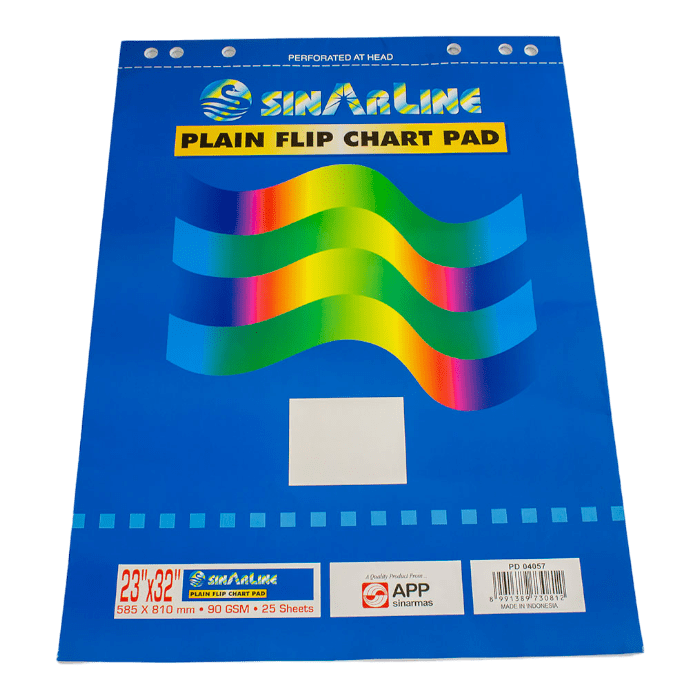 PERFORATED AT HEAD
SINARLINE
PLAIN FLIP CHART PAD
23"x32"
SINARLINE
PLAIN FLIP CHART PAD
585 X 810 mm • 90 GSM • 25 Sheets
A Quality Product From...
APP
sinarmas
PD 04057
8 991389 730812
MADE IN INDONESIA